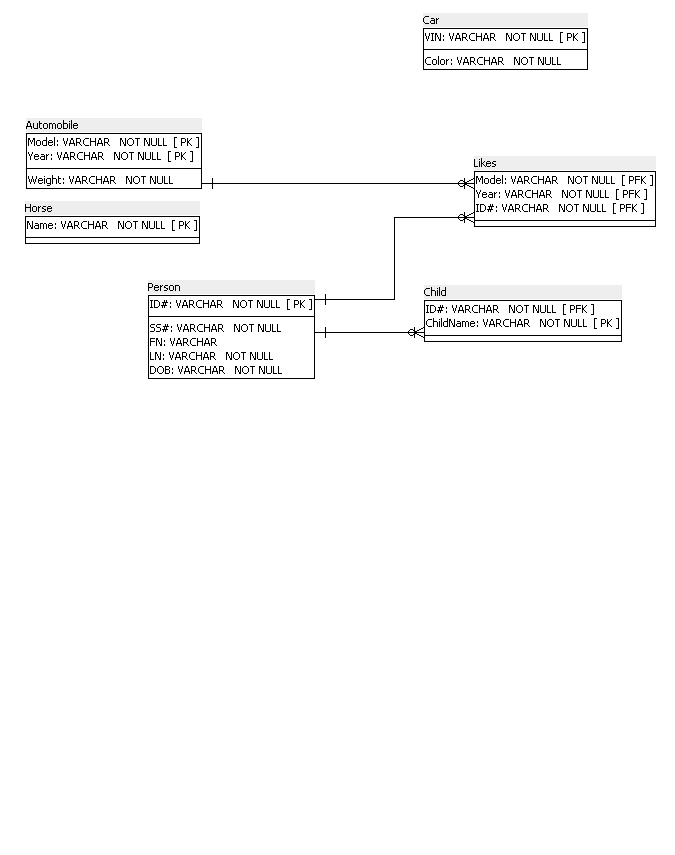 Car
VIN: VARCHAR NOT NULL [ PK ]
Color: VARCHAR NOT NULL
Automobile
Model: VARCHAR NOT NULL [ PK ]
Year: VARCHAR NOT NULL [ PK ]
Weight: VARCHAR NOT NULL
Likes
Model: VARCHAR NOT NULL [ PFK ]
Year: VARCHAR NOT NULL [ PFK ]
ID#: VARCHAR NOT NULL [ PFK ]
Horse
Name: VARCHAR NOT NULL [ PK ]
Person
ID#: VARCHAR NOT NULL [ PK ]
SS#: VARCHAR NOT NULL
FN: VARCHAR
LN: VARCHAR NOT NULL
DOB: VARCHAR NOT NULL
Child
ID#: VARCHAR NOT NULL [ PFK ]
ChildName: VARCHAR NOT NULL [ PK ]